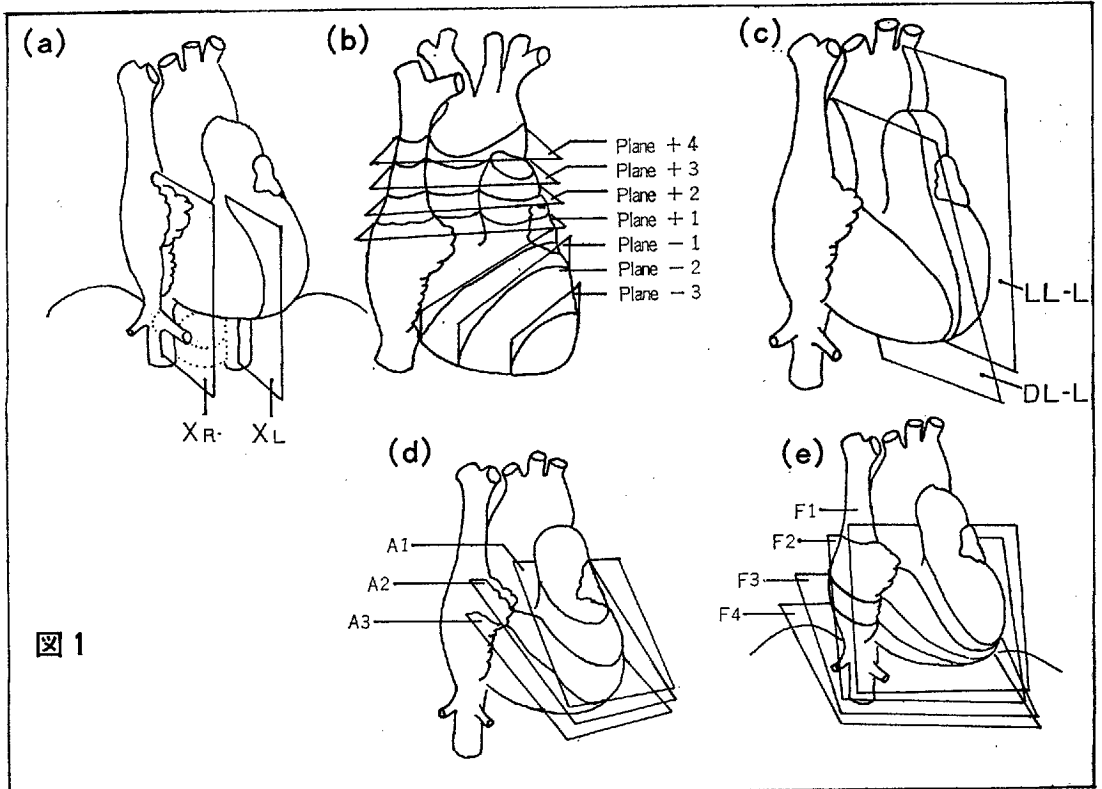 (a)
XR
XL
(b)
Plane + 4
Plane + 3
Plane + 2
Plane + 1
Plane - 1
Plane - 2
Plane - 3
(c)
LL-L
DL-L
(d)
A1
A2
A3
(e)
F1
F2
F3
F4
図1